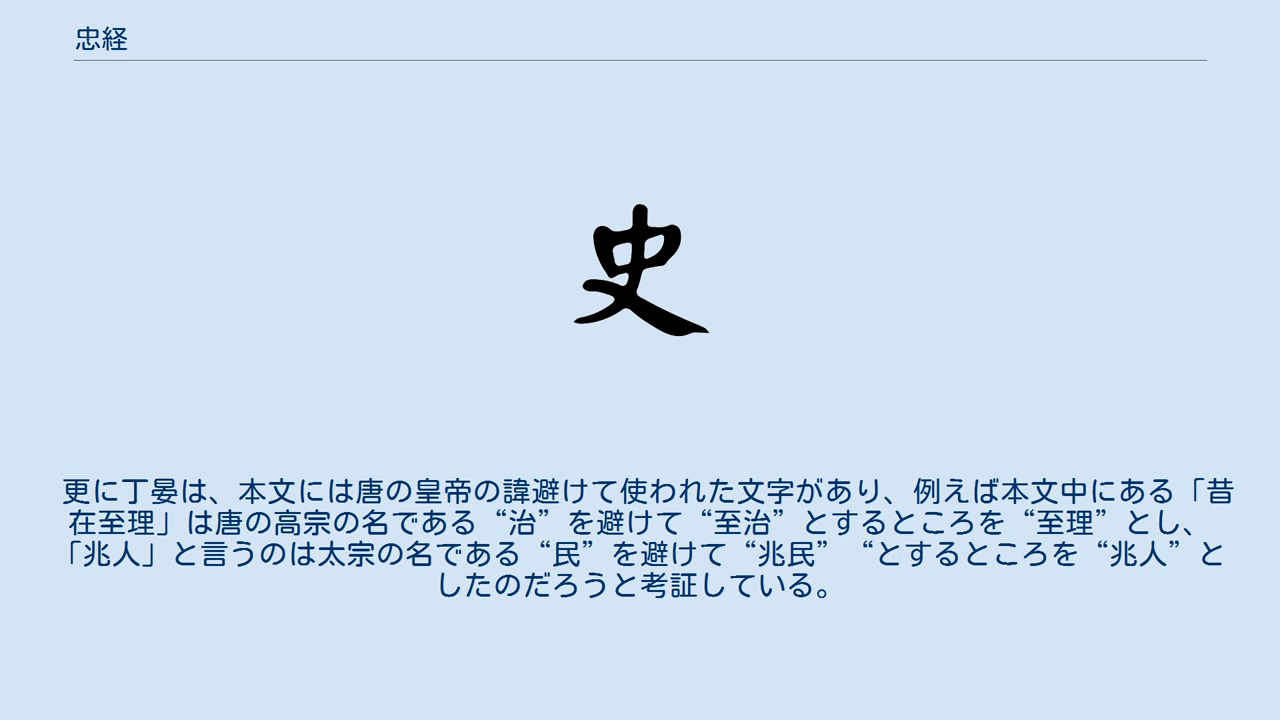 忠経
史
更に丁晏は、本文には唐の皇帝の諱避けて使われた文字があり、例えば本文中にある「昔
在至理」は唐の高宗の名である“治”を避けて“至治”とするところを“至理”とし、
「兆人」と言うのは太宗の名である“民”を避けて“兆民” “とするところを“兆人”と
したのだろうと考証している。